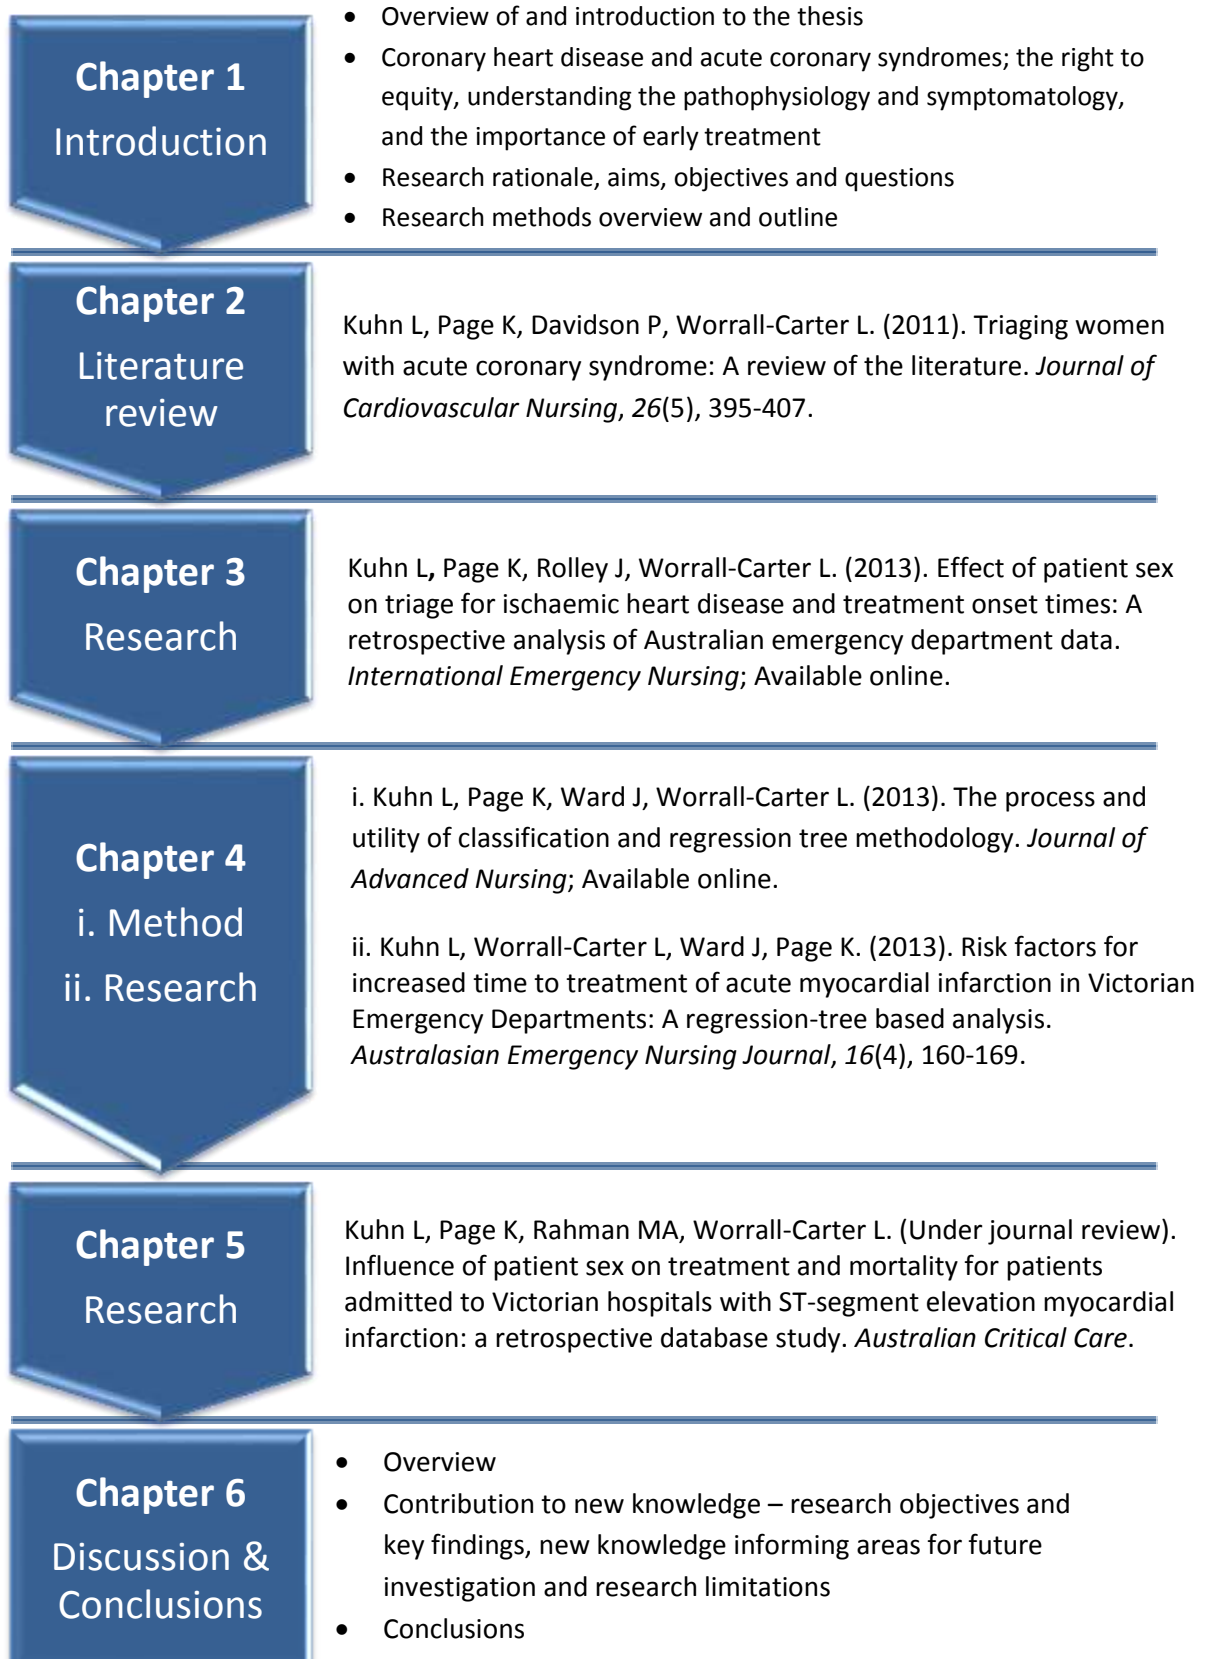 Chapter 1
Introduction
• Overview of and introduction to the thesis
• Coronary heart disease and acute coronary syndromes; the right to
equity, understanding the pathophysiology and symptomatology,
and the importance of early treatment
• Research rationale, aims, objectives and questions
• Research methods overview and outline
Chapter 2
Literature
review
Kuhn L, Page K, Davidson P, Worrall-Carter L. (2011). Triaging women
with acute coronary syndrome: A review of the literature. Journal of
Cardiovascular Nursing, 26(5), 395-407.
Chapter 3
Research
Kuhn L, Page K, Rolley J, Worrall-Carter L. (2013). Effect of patient sex
on triage for ischaemic heart disease and treatment onset times: A
retrospective analysis of Australian emergency department data.
International Emergency Nursing; Available online.
Chapter 4
i. Method
ii. Research
i. Kuhn L, Page K, Ward J, Worrall-Carter L. (2013). The process and
utility of classification and regression tree methodology. Journal of
Advanced Nursing; Available online.
ii. Kuhn L, Worrall-Carter L, Ward J, Page K. (2013). Risk factors for
increased time to treatment of acute myocardial infarction in Victorian
Emergency Departments: A regression-tree based analysis.
Australasian Emergency Nursing Journal, 16(4), 160-169.
Chapter 5
Research
Kuhn L, Page K, Rahman MA, Worrall-Carter L. (Under journal review).
Influence of patient sex on treatment and mortality for patients
admitted to Victorian hospitals with ST-segment elevation myocardial
infarction: a retrospective database study. Australian Critical Care.
Chapter 6
Discussion &
Conclusions
• Overview
• Contribution to new knowledge – research objectives and
key findings, new knowledge informing areas for future
investigation and research limitations
• Conclusions